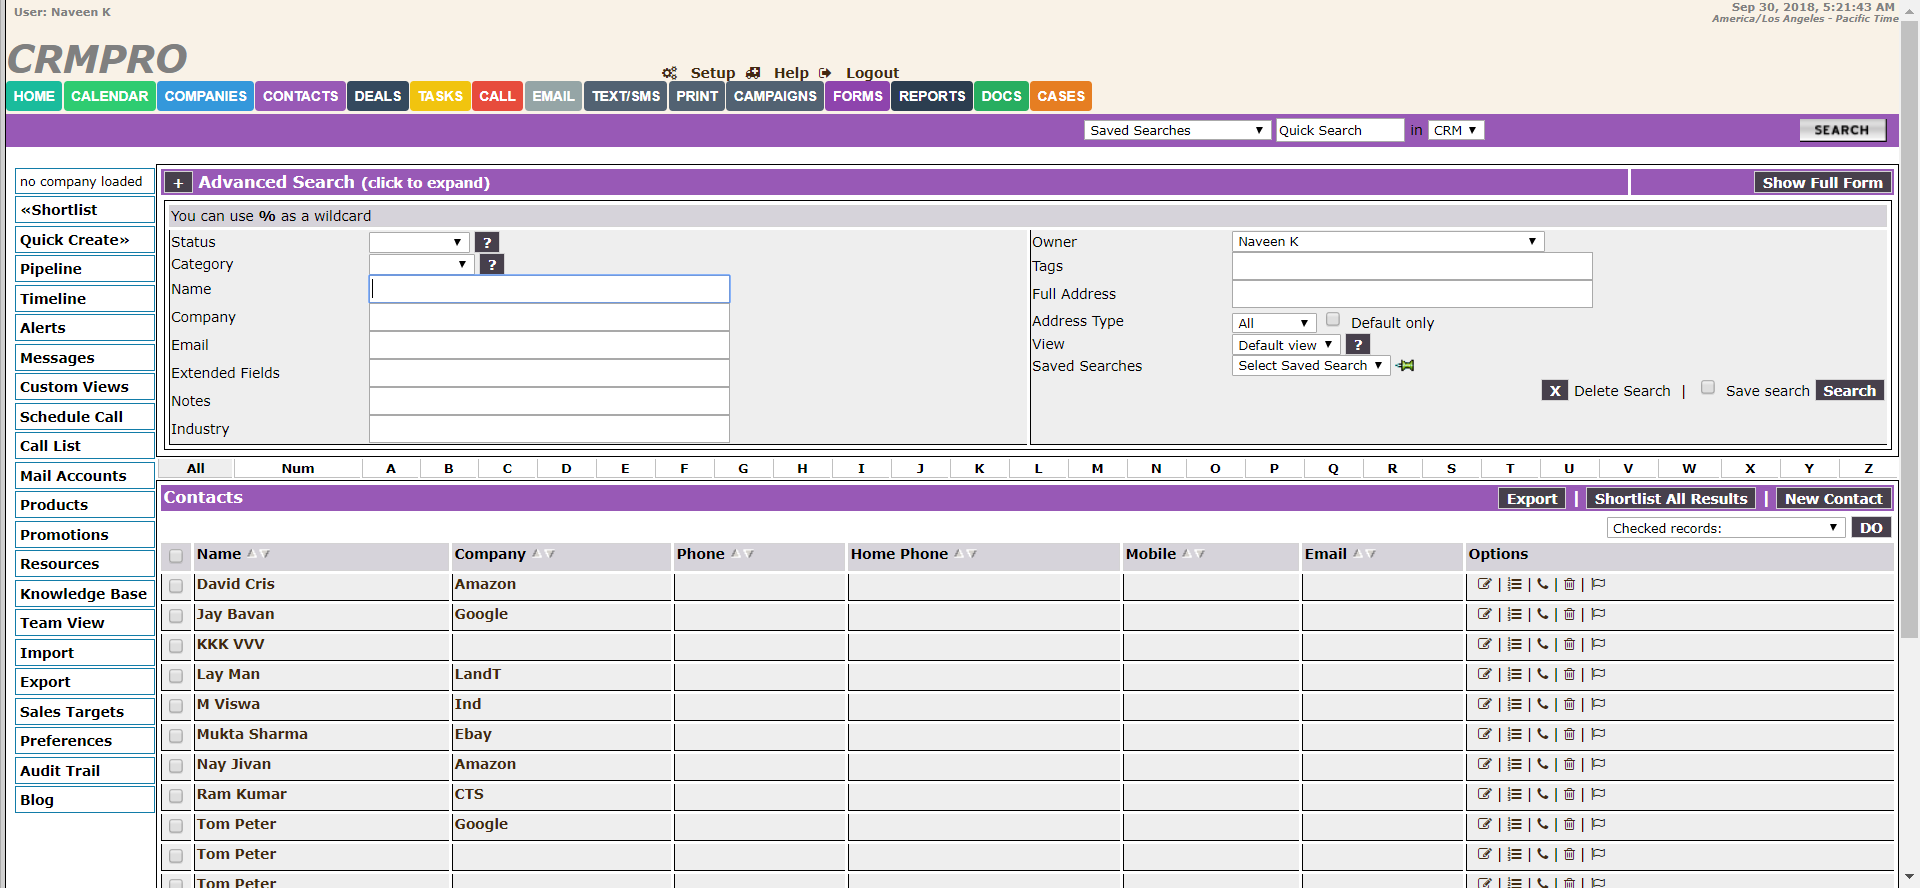 User: Naveen K
Sep 30, 2018, 5:21:43 AM
America/Los Angeles - Pacific Time
CRMPRO
Setup Help Logout
HOME CALENDAR COMPANIES CONTACTS DEALS TASKS CALL EMAIL TEXT/SMS PRINT CAMPAIGNS FORMS REPORTS DOCS CASES
Saved Searches Quick Search in CRM SEARCH
no company loaded
«Shortlist
Quick Create»
Pipeline
Timeline
Alerts
Messages
Custom Views
Schedule Call
Call List
Mail Accounts
Products
Promotions
Resources
Knowledge Base
Team View
Import
Export
Sales Targets
Preferences
Audit Trail
Blog
+ Advanced Search (click to expand) Show Full Form
You can use % as a wildcard
Status ?
Category ?
Name
Company
Email
Extended Fields
Notes
Industry
Owner Naveen K
Tags
Full Address
Address Type All Default only
View Default view ?
Saved Searches Select Saved Search
X Delete Search | Save search Search
All Num A B C D E F G H I J K L M N O P Q R S T U V W X Y Z
Contacts Export | Shortlist All Results | New Contact
Checked records: DO
Name Company Phone Home Phone Mobile Email Options
David Cris Amazon | | | |
Jay Bavan Google | | | |
KKK VVV | | | |
Lay Man LandT | | | |
M Viswa Ind | | | |
Mukta Sharma Ebay | | | |
Nay Jivan Amazon | | | |
Ram Kumar CTS | | | |
Tom Peter Google | | | |
Tom Peter | | | |
Tom Peter | | | |